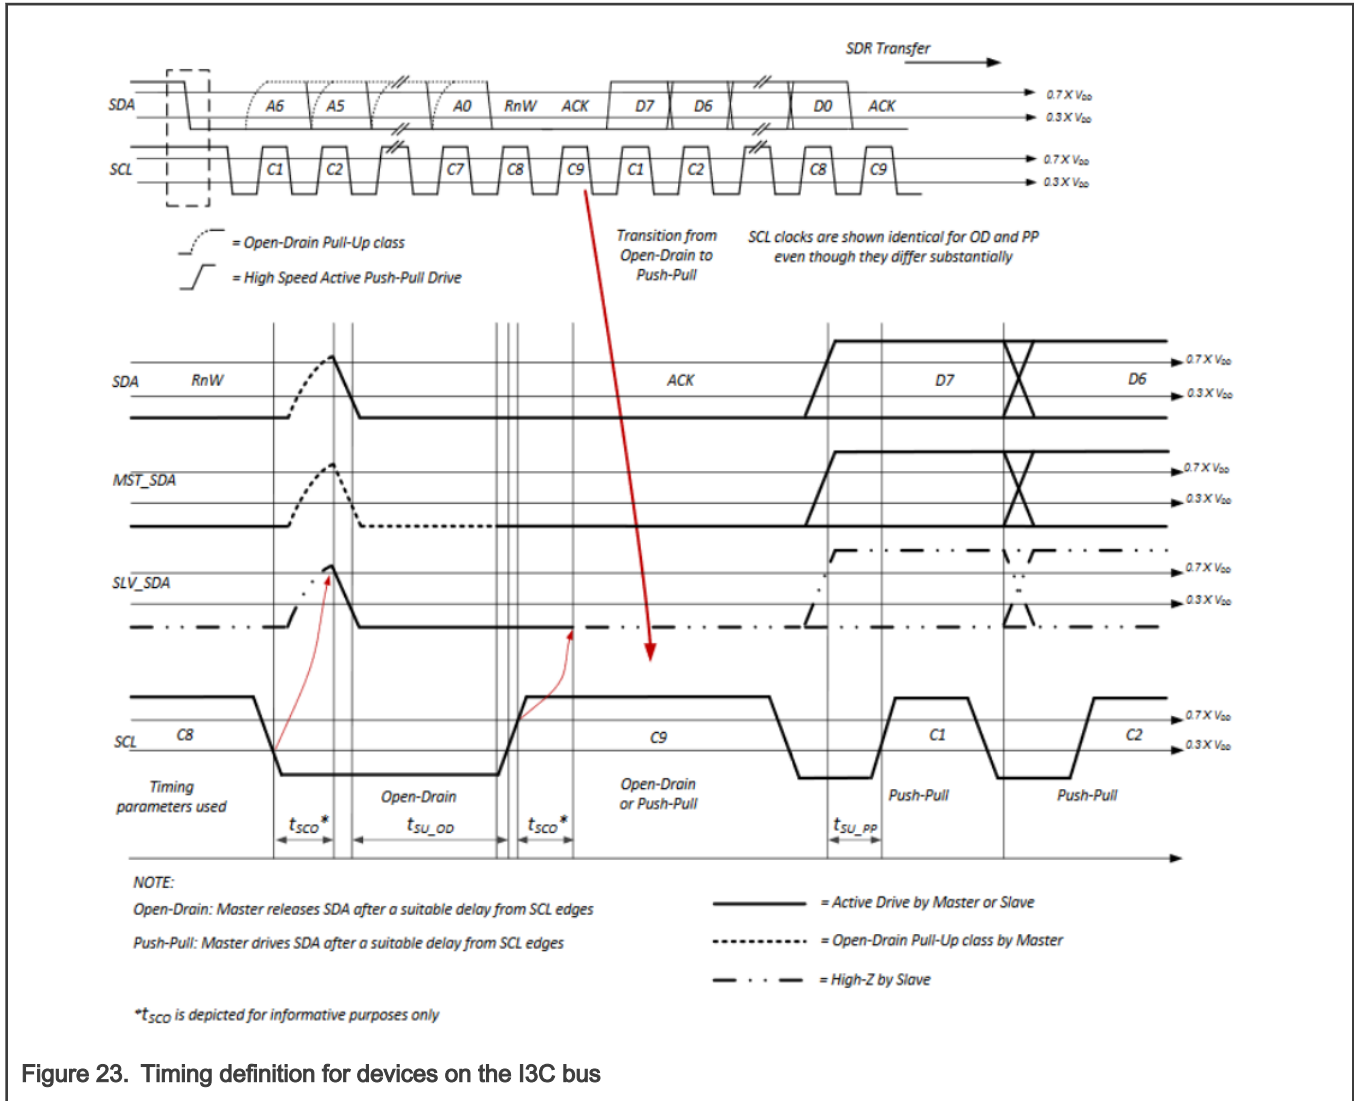 SDR Transfer
SDA A6 A5 A0 RnW ACK D7 D6 D0 ACK 0.7 X VDD
0.3 X VDD
SCL C1 C2 C7 C8 C9 C1 C2 C8 C9 0.7 X VDD
0.3 X VDD
= Open-Drain Pull-Up class
= High Speed Active Push-Pull Drive
Transition from
Open-Drain to
Push-Pull
SCL clocks are shown identical for OD and PP
even though they differ substantially
SDA RnW ACK D7 D6 0.7 X VDD
0.3 X VDD
MST_SDA 0.7 X VDD
0.3 X VDD
SLV_SDA 0.7 X VDD
0.3 X VDD
SCL C8 C9 C1 C2 0.7 X VDD
0.3 X VDD
Timing
parameters used
Open-Drain
Open-Drain
or Push-Pull
Push-Pull
Push-Pull
tSCO* tSU_OD tSCO* tSU_PP
NOTE:
Open-Drain: Master releases SDA after a suitable delay from SCL edges
Push-Pull: Master drives SDA after a suitable delay from SCL edges
= Active Drive by Master or Slave
= Open-Drain Pull-Up class by Master
= High-Z by Slave
*tSCO is depicted for informative purposes only
Figure 23. Timing definition for devices on the I3C bus